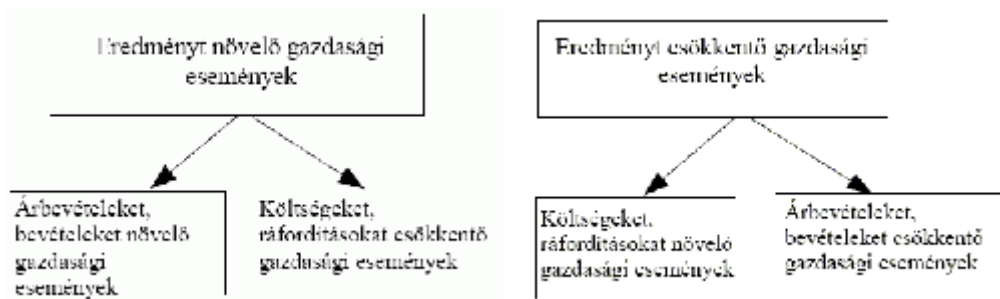 Eredményt növelő gazdasági
események
Eredményt csökkentő gazdasági
események
Árbevételeket,
bevételeket növelő
gazdasági
események
Költségeket,
ráfordításokat csökkentő
gazdasági események
Költségeket,
ráfordításokat növelő
gazdasági események
Árbevételeket,
bevételeket csökkentő
gazdasági események